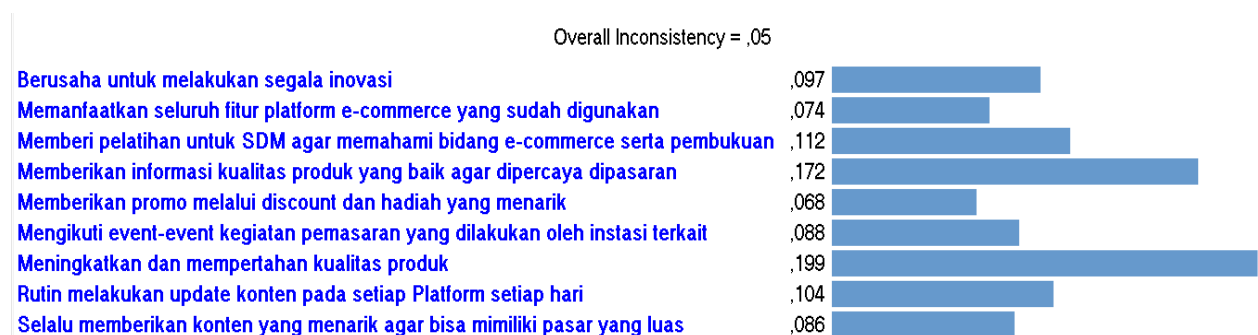 Overall Inconsistency = ,05
Berusaha untuk melakukan segala inovasi ,097
Memanfaatkan seluruh fitur platform e-commerce yang sudah digunakan ,074
Memberi pelatihan untuk SDM agar memahami bidang e-commerce serta pembukuan ,112
Memberikan informasi kualitas produk yang baik agar dipercaya dipasaran ,172
Memberikan promo melalui discount dan hadiah yang menarik ,068
Mengikuti event-event kegiatan pemasaran yang dilakukan oleh instasi terkait ,088
Meningkatkan dan mempertahan kualitas produk ,199
Rutin melakukan update konten pada setiap Platform setiap hari ,104
Selalu memberikan konten yang menarik agar bisa mimiliki pasar yang luas ,086